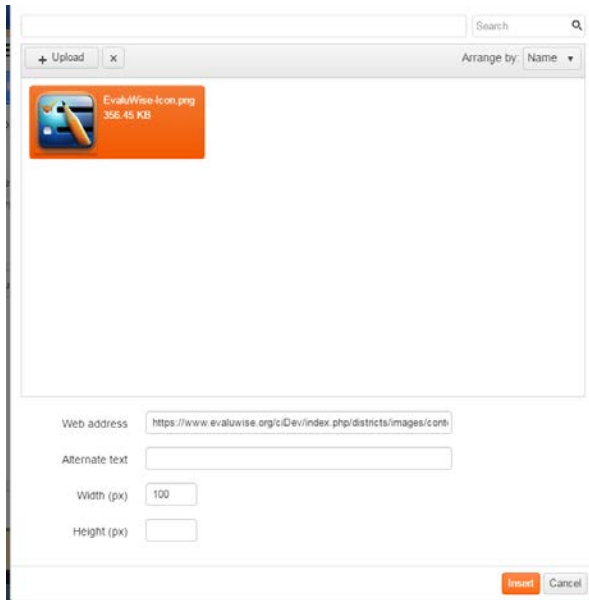 Search
+ Upload
x
Arrange by: Name
EvaluWise-Icon.png
356.45 KB
Web address https://www.evaluwise.org/ciDev/index.php/districts/images/cont
Alternate text
Width (px) 100
Height (px)
Insert Cancel